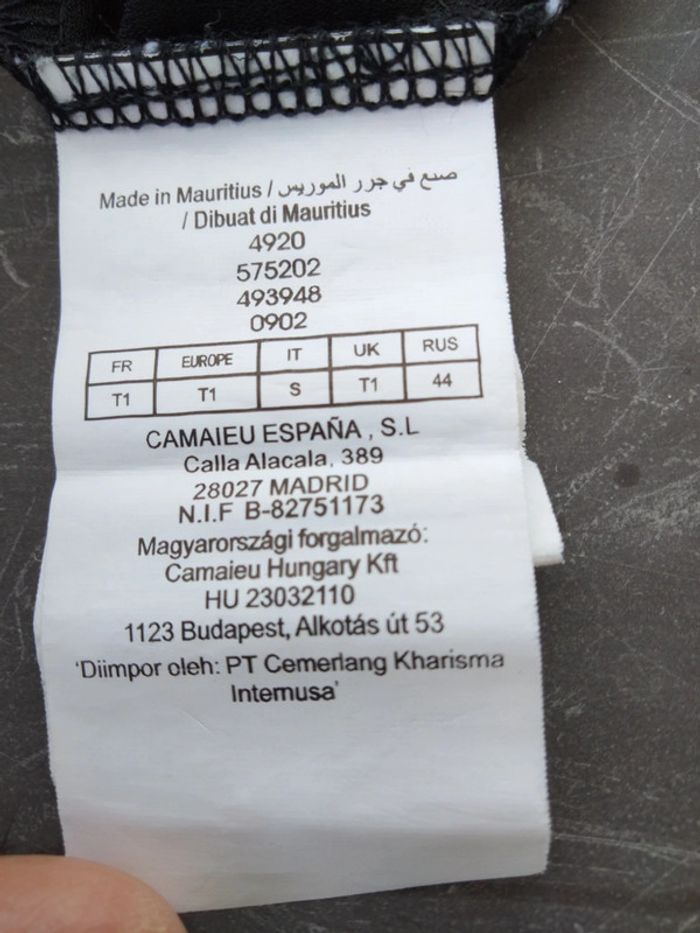 Made in Mauritius / صنع في جزر الموريس
/ Dibuat di Mauritius
4920
575202
493948
0902
FR EUROPE IT UK RUS
T1 T1 S T1 44
CAMAIEU ESPAÑA , S.L
Calla Alacala, 389
28027 MADRID
N.I.F B-82751173
Magyarországi forgalmazó:
Camaieu Hungary Kft
HU 23032110
1123 Budapest, Alkotás út 53
'Diimpor oleh: PT Cemerlang Kharisma
Internusa'